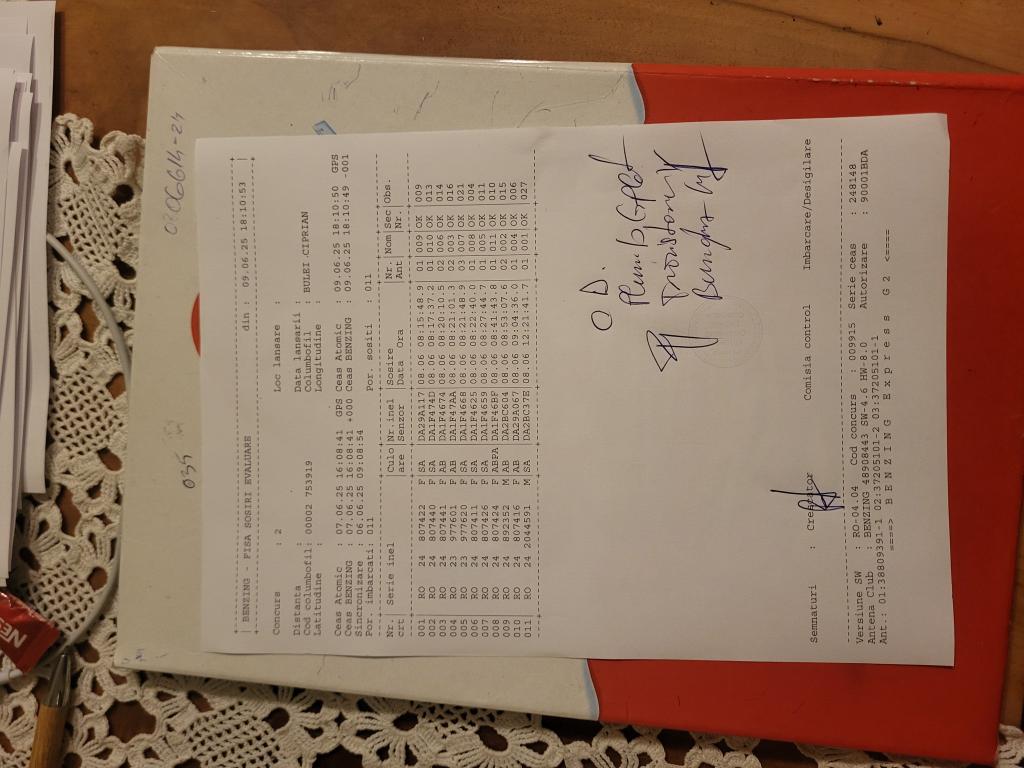 +-----------------------------------------------------------------------------+
| BENZING - FISA SOSIRI EVALUARE din : 09.06.25 18:10:53 |
+-----------------------------------------------------------------------------+
Concurs : 2 Loc lansare :
Distanta : Data lansarii :
Cod columbofil: 00002 753919 Columbofil : BULEI CIPRIAN
Latitudine : Longitudine :
Ceas Atomic : 07.06.25 16:08:41 GPS Ceas Atomic : 09.06.25 18:10:50 GPS
Ceas BENZING : 07.06.25 16:08:41 +000 Ceas BENZING : 09.06.25 18:10:49 -001
Sincronizare : 06.06.25 09:08:54
Por. imbarcati: 011 Por. sositi : 011
Nr. | Serie inel |Culo|Nr.inel |Sosire |Nr. |Nom|Sec|Obs.
crt | |are |Senzor |Data Ora |Ant | |Nr.|
001 RO 24 807422 F SA DA29A117 08.06 08:15:48.3 01 009 OK 009
002 RO 24 807440 F SA DA1F474D 08.06 08:17:37.2 01 010 OK 013
003 RO 24 807441 F AB DA1F4674 08.06 08:20:10.5 02 006 OK 014
004 RO 23 977601 F AB DA1F47AA 08.06 08:21:01.3 02 003 OK 016
005 RO 23 977620 F SA DA1F4668 08.06 08:21:48.9 03 007 OK 021
006 RO 24 807411 F SA DA1F4625 08.06 08:22:40.0 01 008 OK 004
007 RO 24 807426 F SA DA1F4659 08.06 08:27:44.7 01 005 OK 011
008 RO 24 807424 F ABPA DA1F46BF 08.06 08:41:43.8 01 011 OK 010
009 RO 24 892352 M AB DA2BC604 08.06 08:53:07.6 02 002 OK 015
010 RO 24 807416 F AB DA29A067 08.06 09:04:36.0 01 004 OK 006
011 RO 24 2044591 M SA DA2BC37E 08.06 12:21:41.7 01 001 OK 027
O D.
Semnaturi : Crescator Comisia control Imbarcare/Desigilare
Versiune SW : RO-04.04 Cod concurs : 009915 Serie ceas : 248148
Antena Club : BENZING 48908443 SW-4.6 HW-8.0 Autorizare : 90001BDA
Ant.: 01:38809391-1 02:37205101-2 03:37205101-1
====> B E N Z I N G E x p r e s s G 2 <====
035